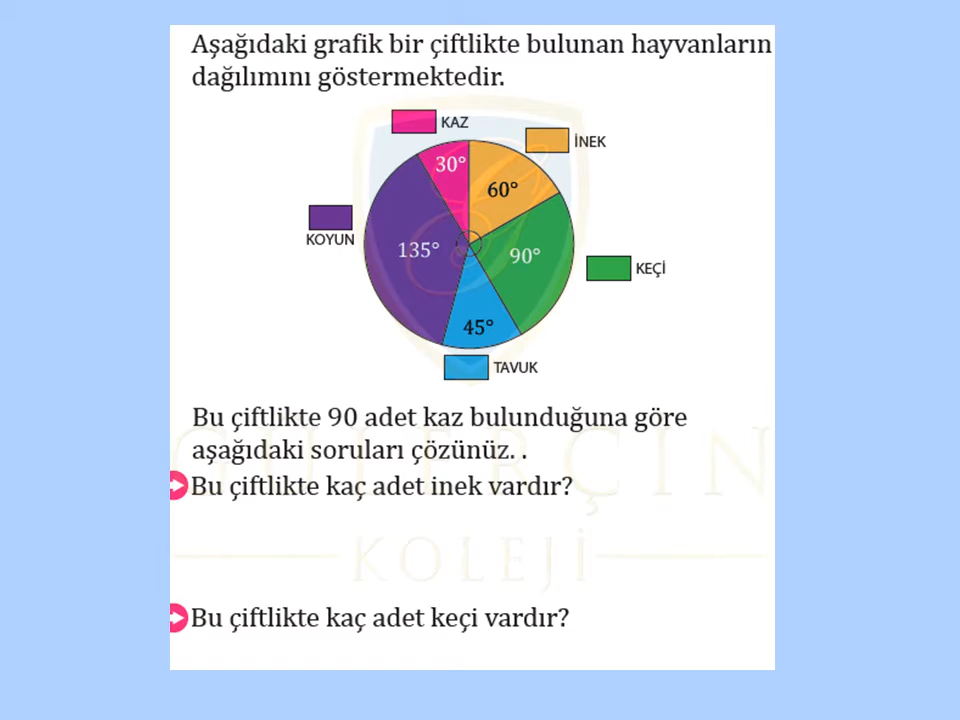 Aşağıdaki grafik bir çiftlikte bulunan hayvanların
dağılımını göstermektedir.
KAZ
İNEK
30°
60°
KOYUN
135°
90°
KEÇİ
45°
TAVUK
Bu çiftlikte 90 adet kaz bulunduğuna göre
aşağıdaki soruları çözünüz. .
GÜLERÇİN
Bu çiftlikte kaç adet inek vardır?
KOLEJİ
Bu çiftlikte kaç adet keçi vardır?